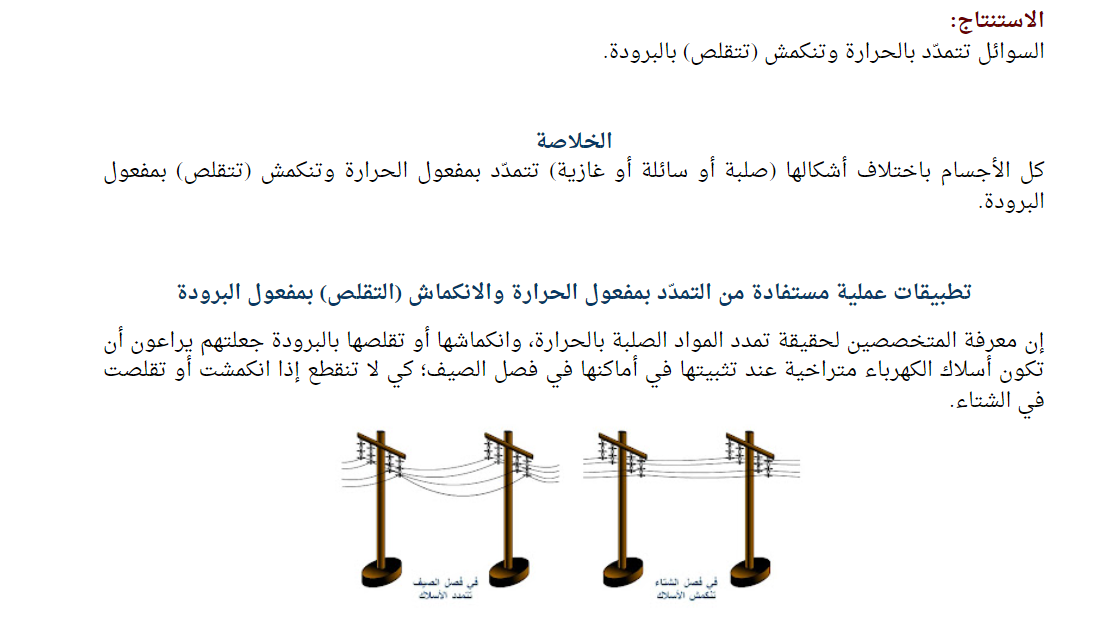 الاستنتاج:
السوائل تتمدّد بالحرارة وتنكمش (تتقلص) بالبرودة.
الخلاصة
كل الأجسام باختلاف أشكالها (صلبة أو سائلة أو غازية) تتمدّد بمفعول الحرارة وتنكمش (تتقلص) بمفعول
البرودة.
تطبيقات عملية مستفادة من التمدّد بمفعول الحرارة والانكماش (التقلص) بمفعول البرودة
إن معرفة المتخصصين لحقيقة تمدد المواد الصلبة بالحرارة، وانكماشها أو تقلصها بالبرودة جعلتهم يراعون أن
تكون أسلاك الكهرباء متراخية عند تثبيتها في أماكنها في فصل الصيف؛ كي لا تنقطع إذا انكمشت أو تقلصت
في الشتاء.
في فصل الشتاء
تنكمش الأسلاك
في فصل الصيف
تتمدد الأسلاك